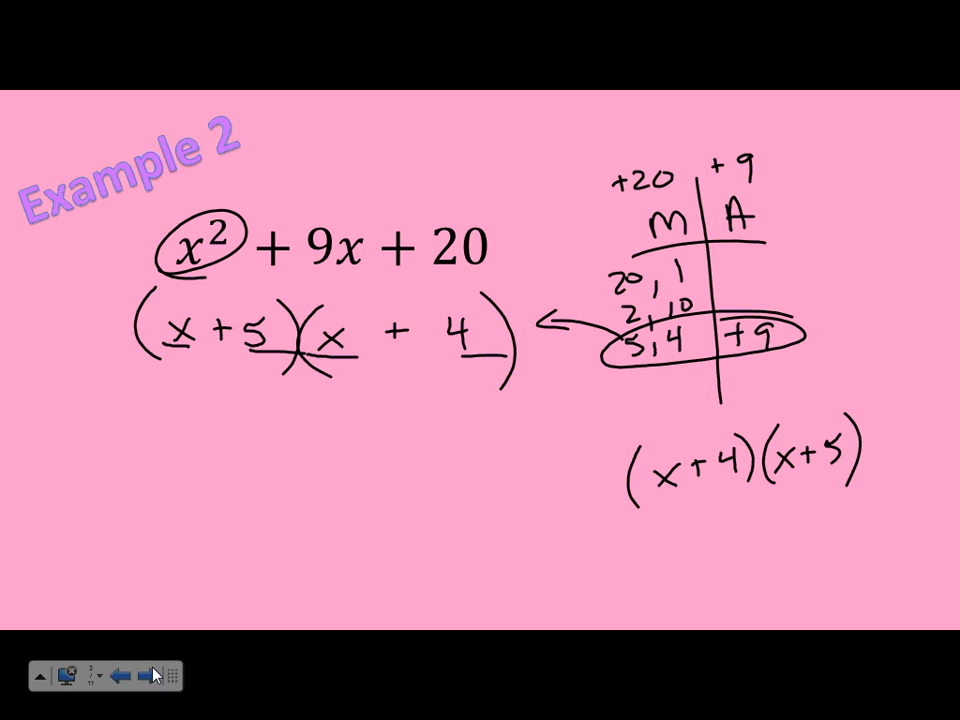 Example 2
x² + 9x + 20
(x + 5)(x + 4)
+20 +9
M A
20, 1
2, 10
5, 4 +9
(x+4)(x+5)